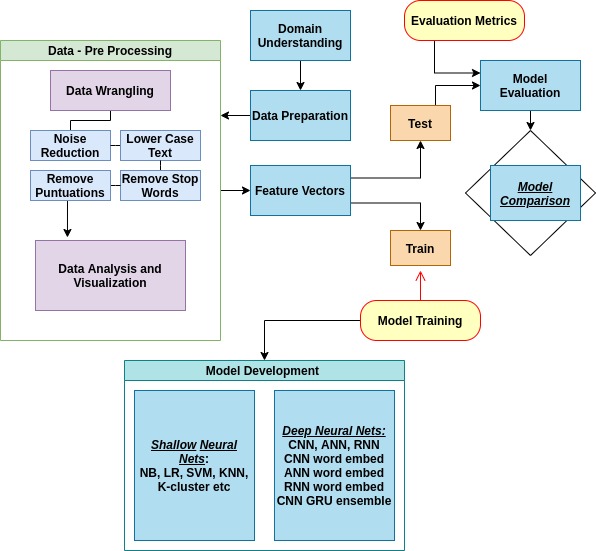 Evaluation Metrics
Domain
Understanding
Data - Pre Processing
Model
Evaluation
Data Wrangling
Data Preparation
Test
Noise
Reduction
Lower Case
Text
Remove
Puntuations
Remove Stop
Words
Feature Vectors
Model
Comparison
Train
Data Analysis and
Visualization
Model Training
Model Development
Shallow Neural
Nets:
NB, LR, SVM, KNN,
K-cluster etc
Deep Neural Nets:
CNN, ANN, RNN
CNN word embed
ANN word embed
RNN word embed
CNN GRU ensemble